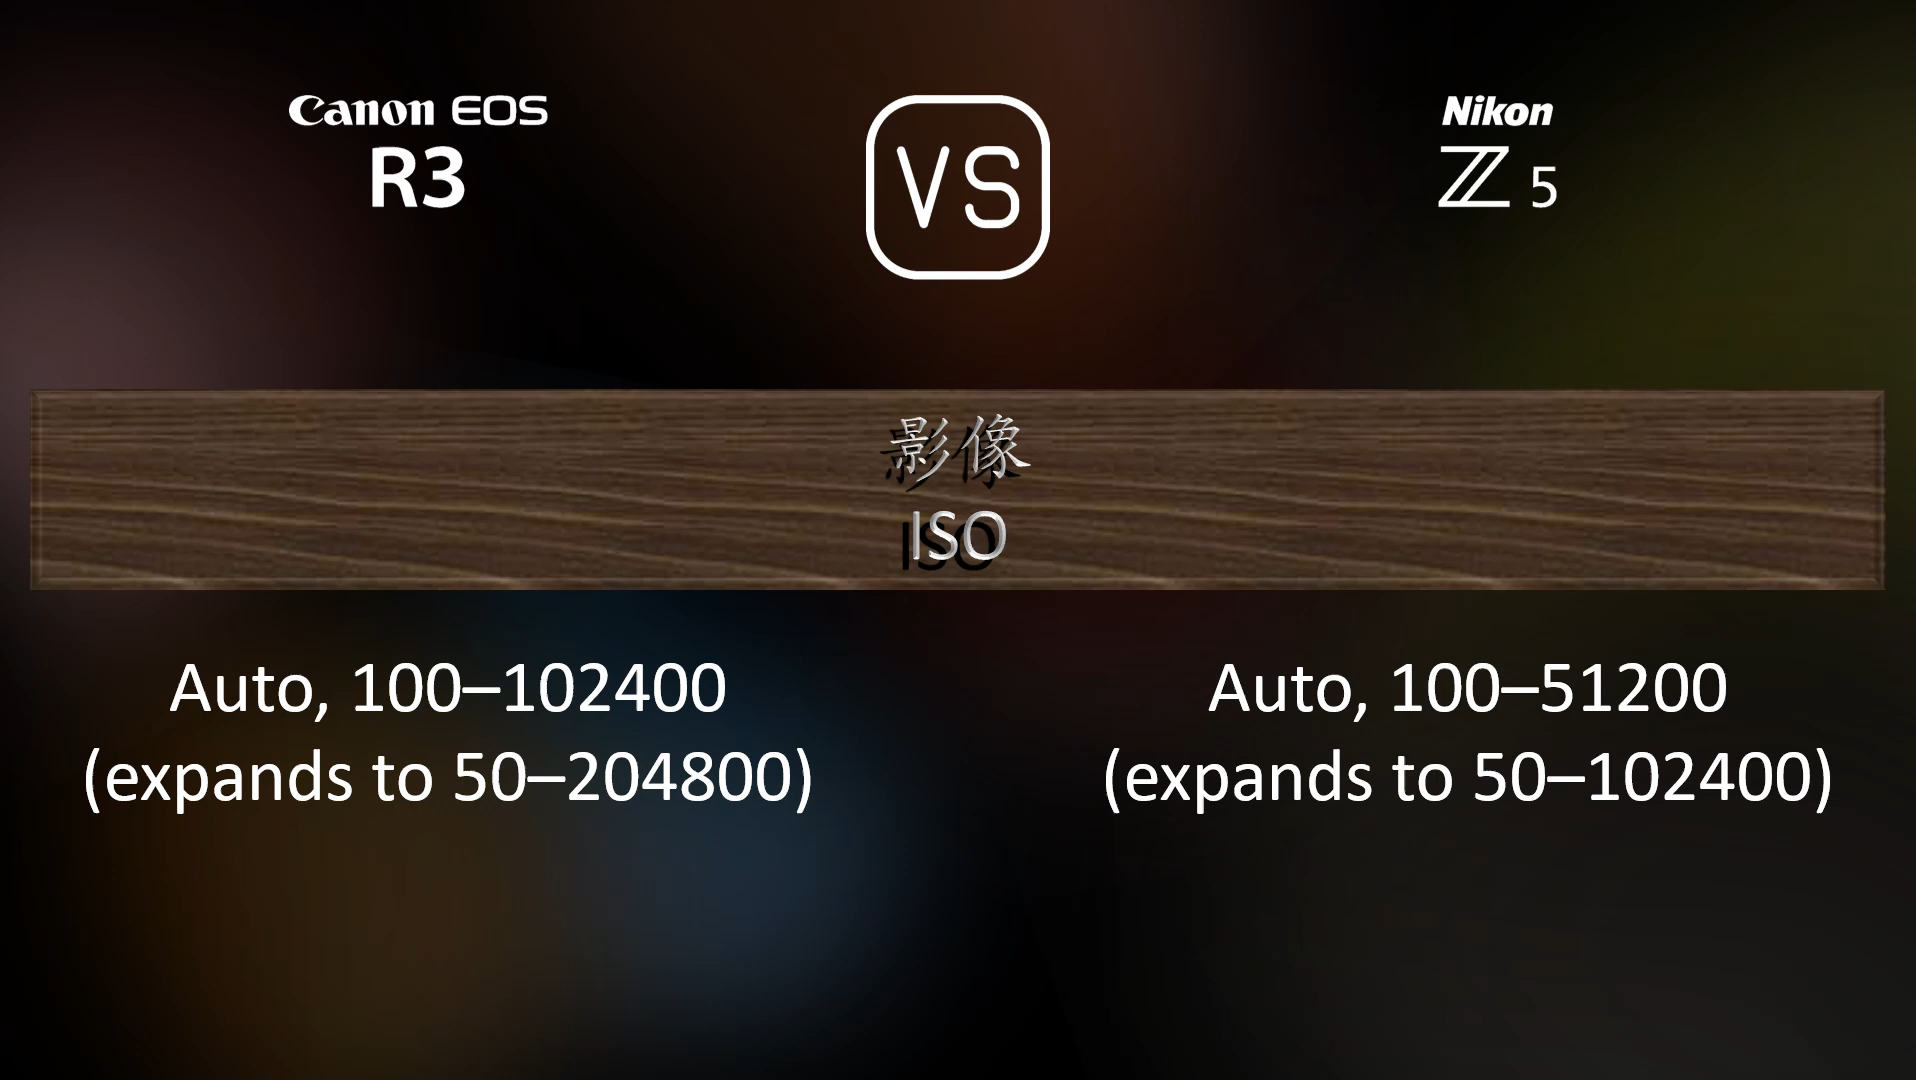 Canon EOS
R3
VS
Nikon
Z 5
影像
ISO
Auto, 100–102400
(expands to 50–204800)
Auto, 100–51200
(expands to 50–102400)